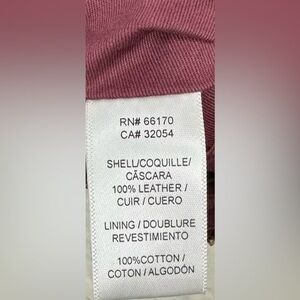 RN# 66170
CA# 32054
SHELL/COQUILLE/
CÁSCARA
100% LEATHER /
CUIR / CUERO
LINING / DOUBLURE
REVESTIMIENTO
100%COTTON /
COTON / ALGODÓN